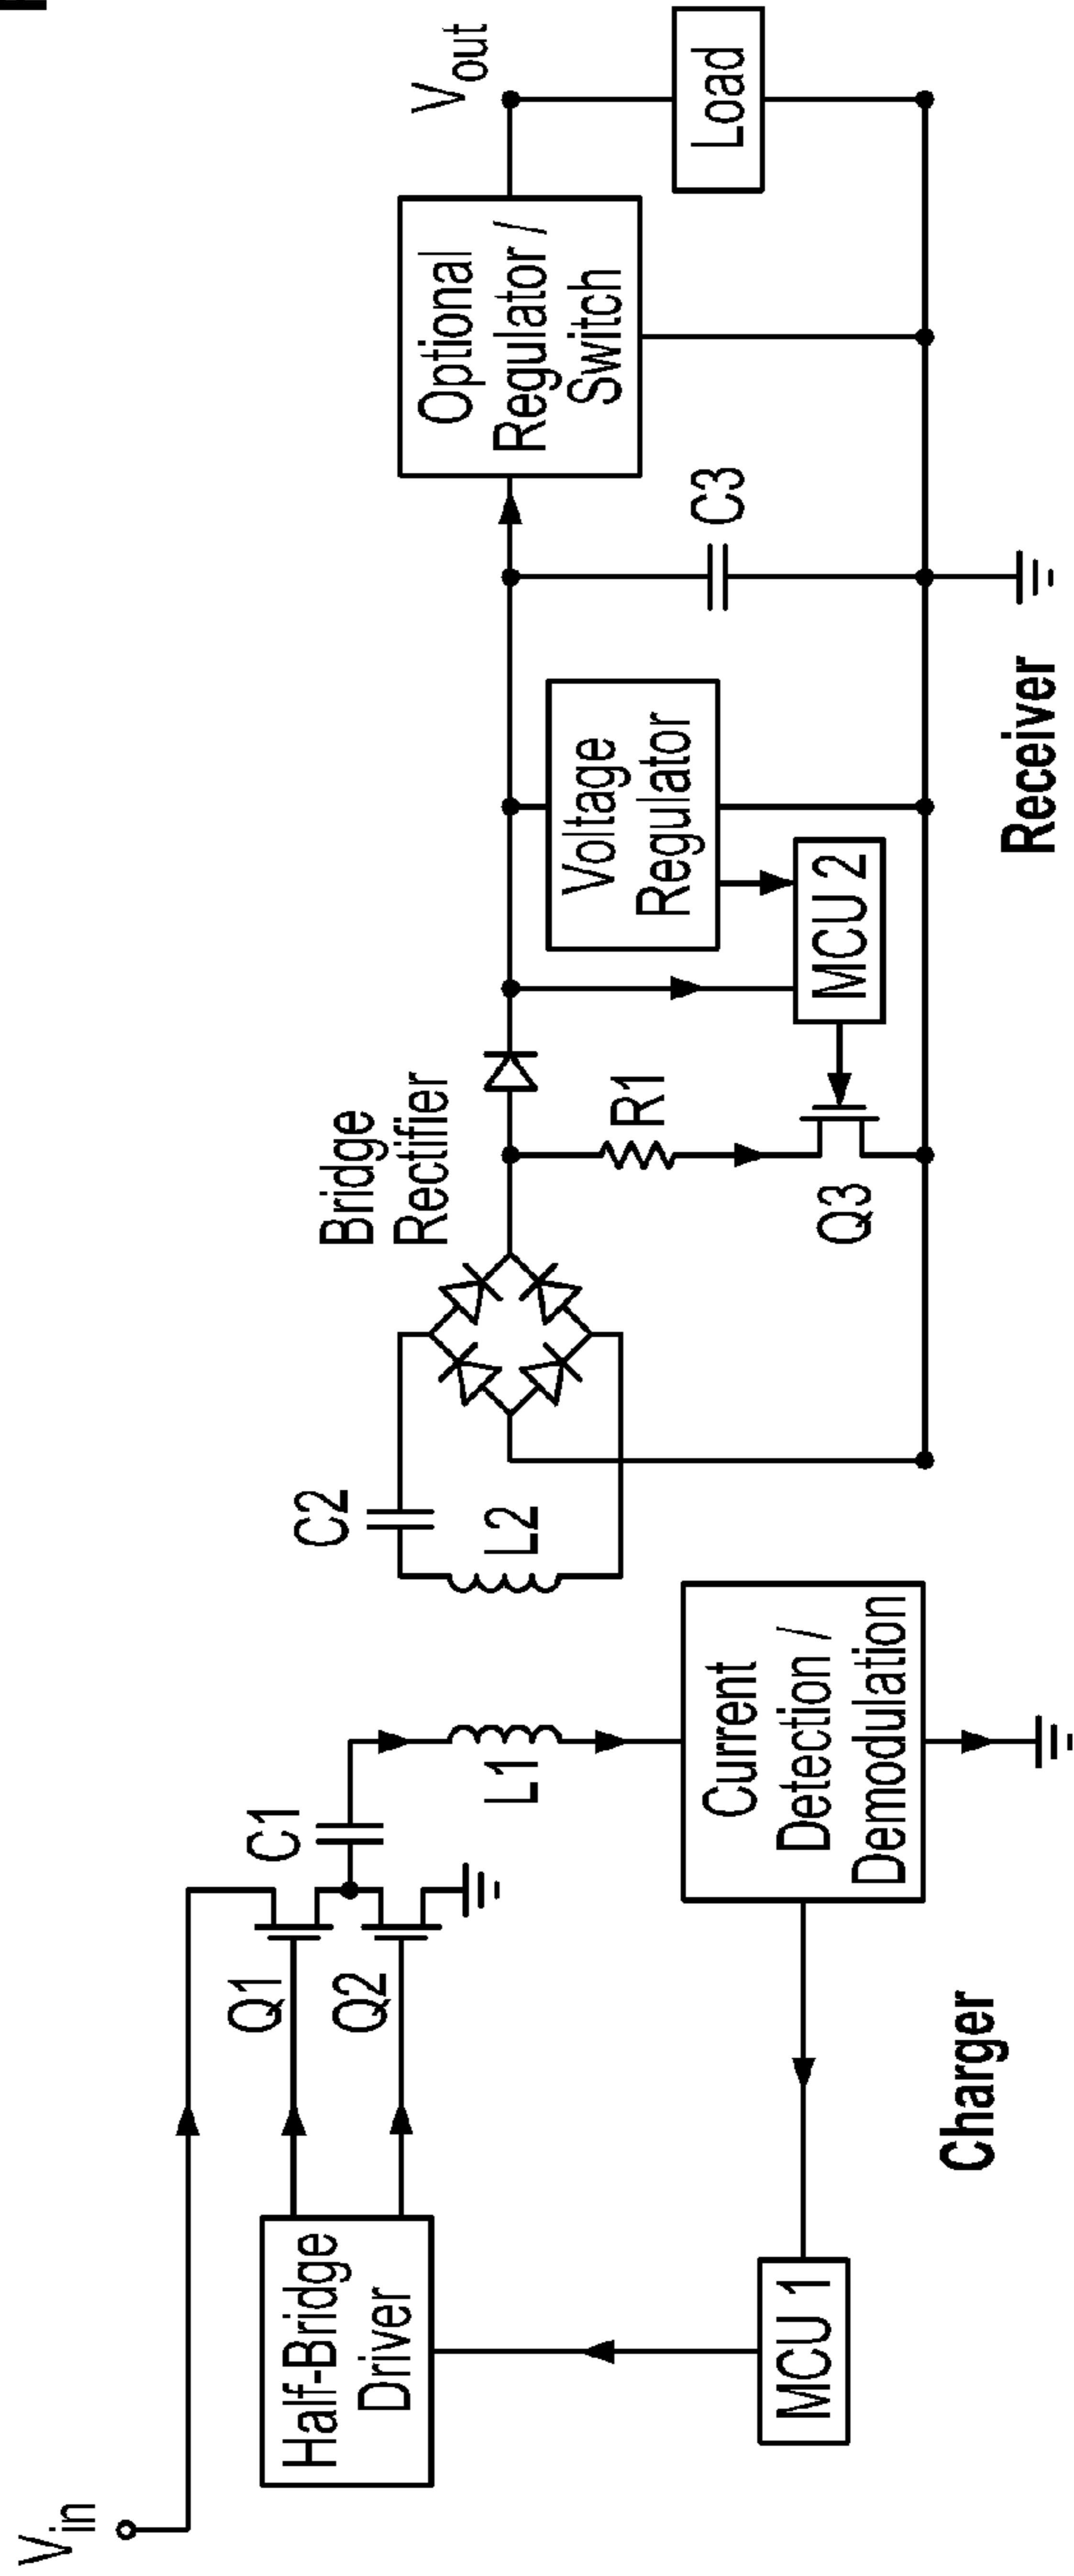 V_in
Half-Bridge
Driver
MCU 1
Q1
Q2
C1
L1
Current
Detection /
Demodulation
Charger
C2
L2
Bridge
Rectifier
R1
Q3
MCU 2
Voltage
Regulator
C3
Optional
Regulator /
Switch
V_out
Load
Receiver